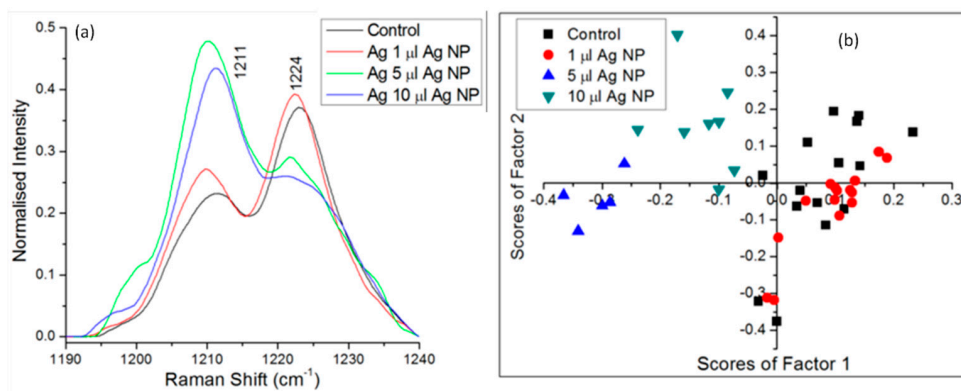 (a)
Control
Ag 1 μl Ag NP
Ag 5 μl Ag NP
Ag 10 μl Ag NP
1211
1224
0.5
0.4
0.3
0.2
0.1
0.0
Normalised Intensity
1190 1200 1210 1220 1230 1240
Raman Shift (cm⁻¹)
(b)
Control
1 μl Ag NP
5 μl Ag NP
10 μl Ag NP
0.4
0.3
0.2
0.1
0.0
-0.1
-0.2
-0.3
-0.4
Scores of Factor 2
-0.4 -0.3 -0.2 -0.1 0.0 0.1 0.2 0.3
Scores of Factor 1